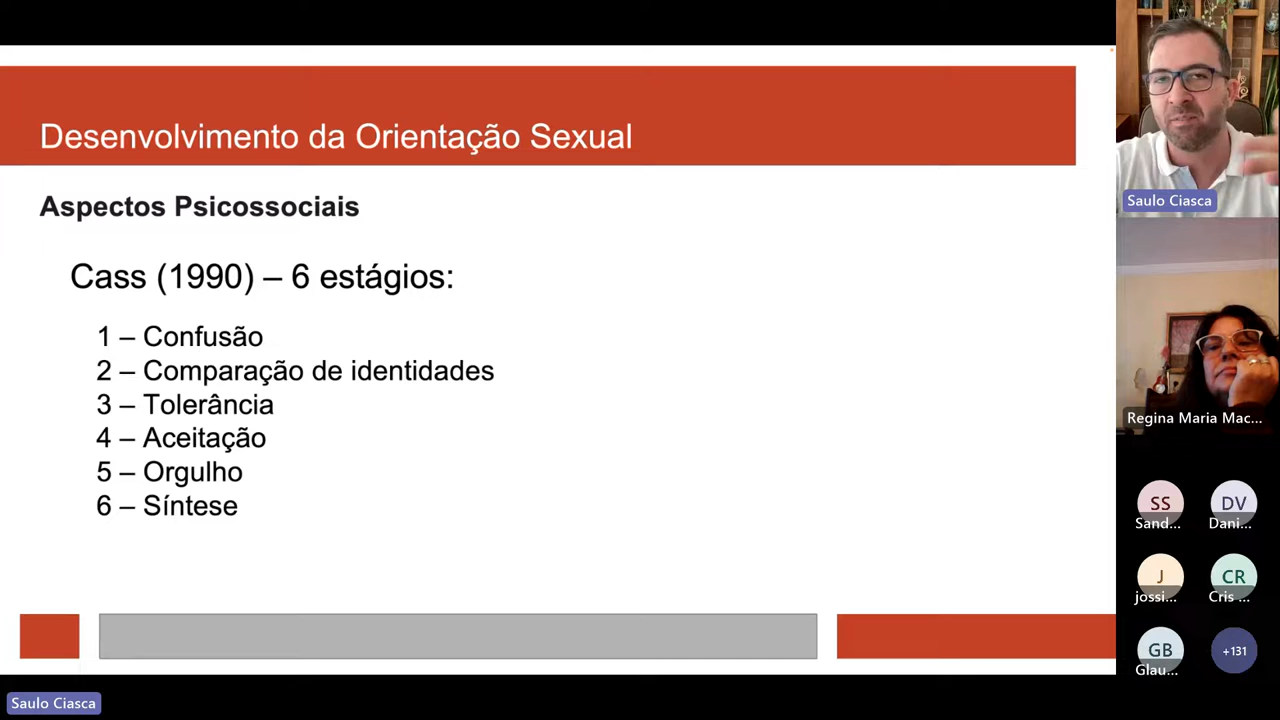 Desenvolvimento da Orientação Sexual
Aspectos Psicossociais
Cass (1990) – 6 estágios:
1 – Confusão
2 – Comparação de identidades
3 – Tolerância
4 – Aceitação
5 – Orgulho
6 – Síntese
Saulo Ciasca
Regina Maria Mac...
SS
DV
Sand...
Dani...
J
CR
jossi...
Cris ...
GB
+131
Glau...
Saulo Ciasca